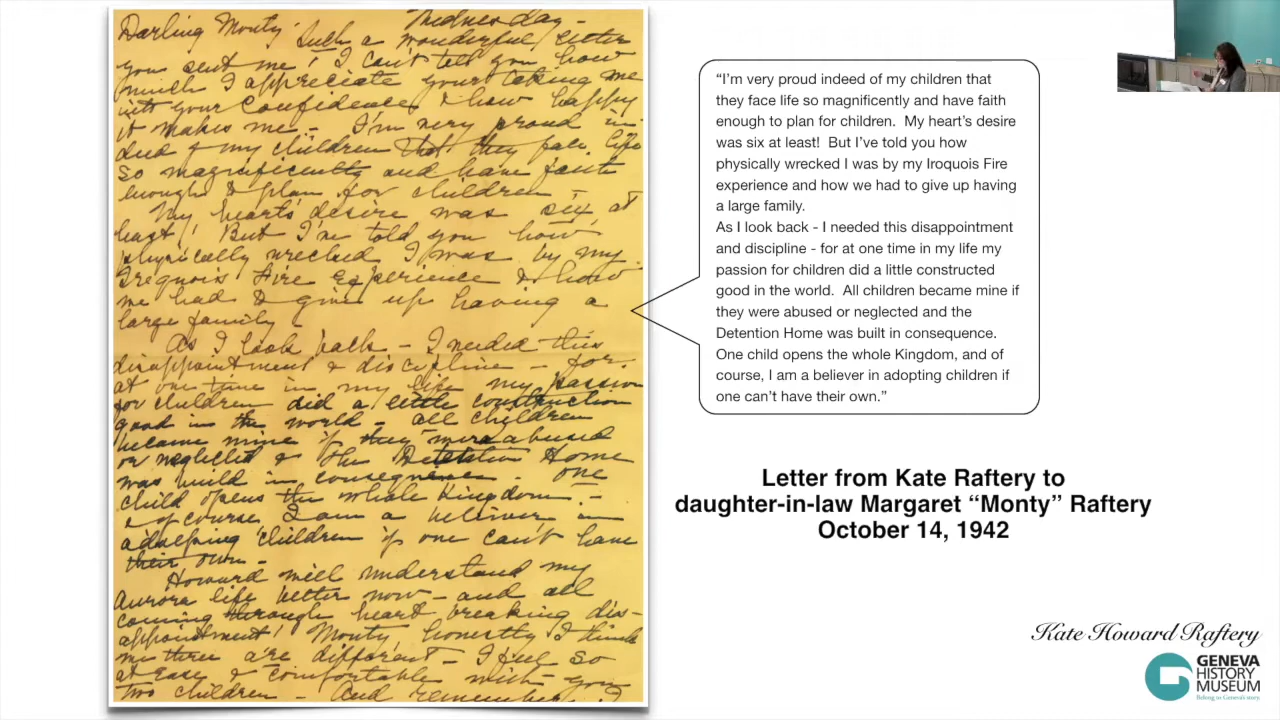 Wednesday -
Darling Monty Such a wonderful letter
you sent me! I can't tell you how
much I appreciate your taking me
into your confidence & how happy
it makes me - I'm very proud in-
deed of my children that they face life
so magnificently and have faith
enough to plan for children -
My heart's desire was six at
least! But I've told you how
physically wrecked I was by my
Iroquois Fire Experience & how
we had to give up having a
large family -
As I look back - I needed this
disappointment & discipline - for
at one time in my life my passion
for children did a little construction
good in the world - all children
became mine if they were abused
or neglected & the Detention Home
was build in consequences - One
child opens the whole Kingdom -
& of course, I am a believer in
adopting children if one can't have
their own -
Howard will understand my
Aurora life better now - and all
coming through heart breaking dis-
appointment! Monty honestly I think
we three are different - I feel so
at ease & comfortable with you
two children - And remember
“I’m very proud indeed of my children that
they face life so magnificently and have faith
enough to plan for children. My heart’s desire
was six at least! But I’ve told you how
physically wrecked I was by my Iroquois Fire
experience and how we had to give up having
a large family.
As I look back - I needed this disappointment
and discipline - for at one time in my life my
passion for children did a little constructed
good in the world. All children became mine if
they were abused or neglected and the
Detention Home was built in consequence.
One child opens the whole Kingdom, and of
course, I am a believer in adopting children if
one can’t have their own.”
Letter from Kate Raftery to
daughter-in-law Margaret “Monty” Raftery
October 14, 1942
Kate Howard Raftery
GENEVA
HISTORY
MUSEUM
Belong to Geneva's story.